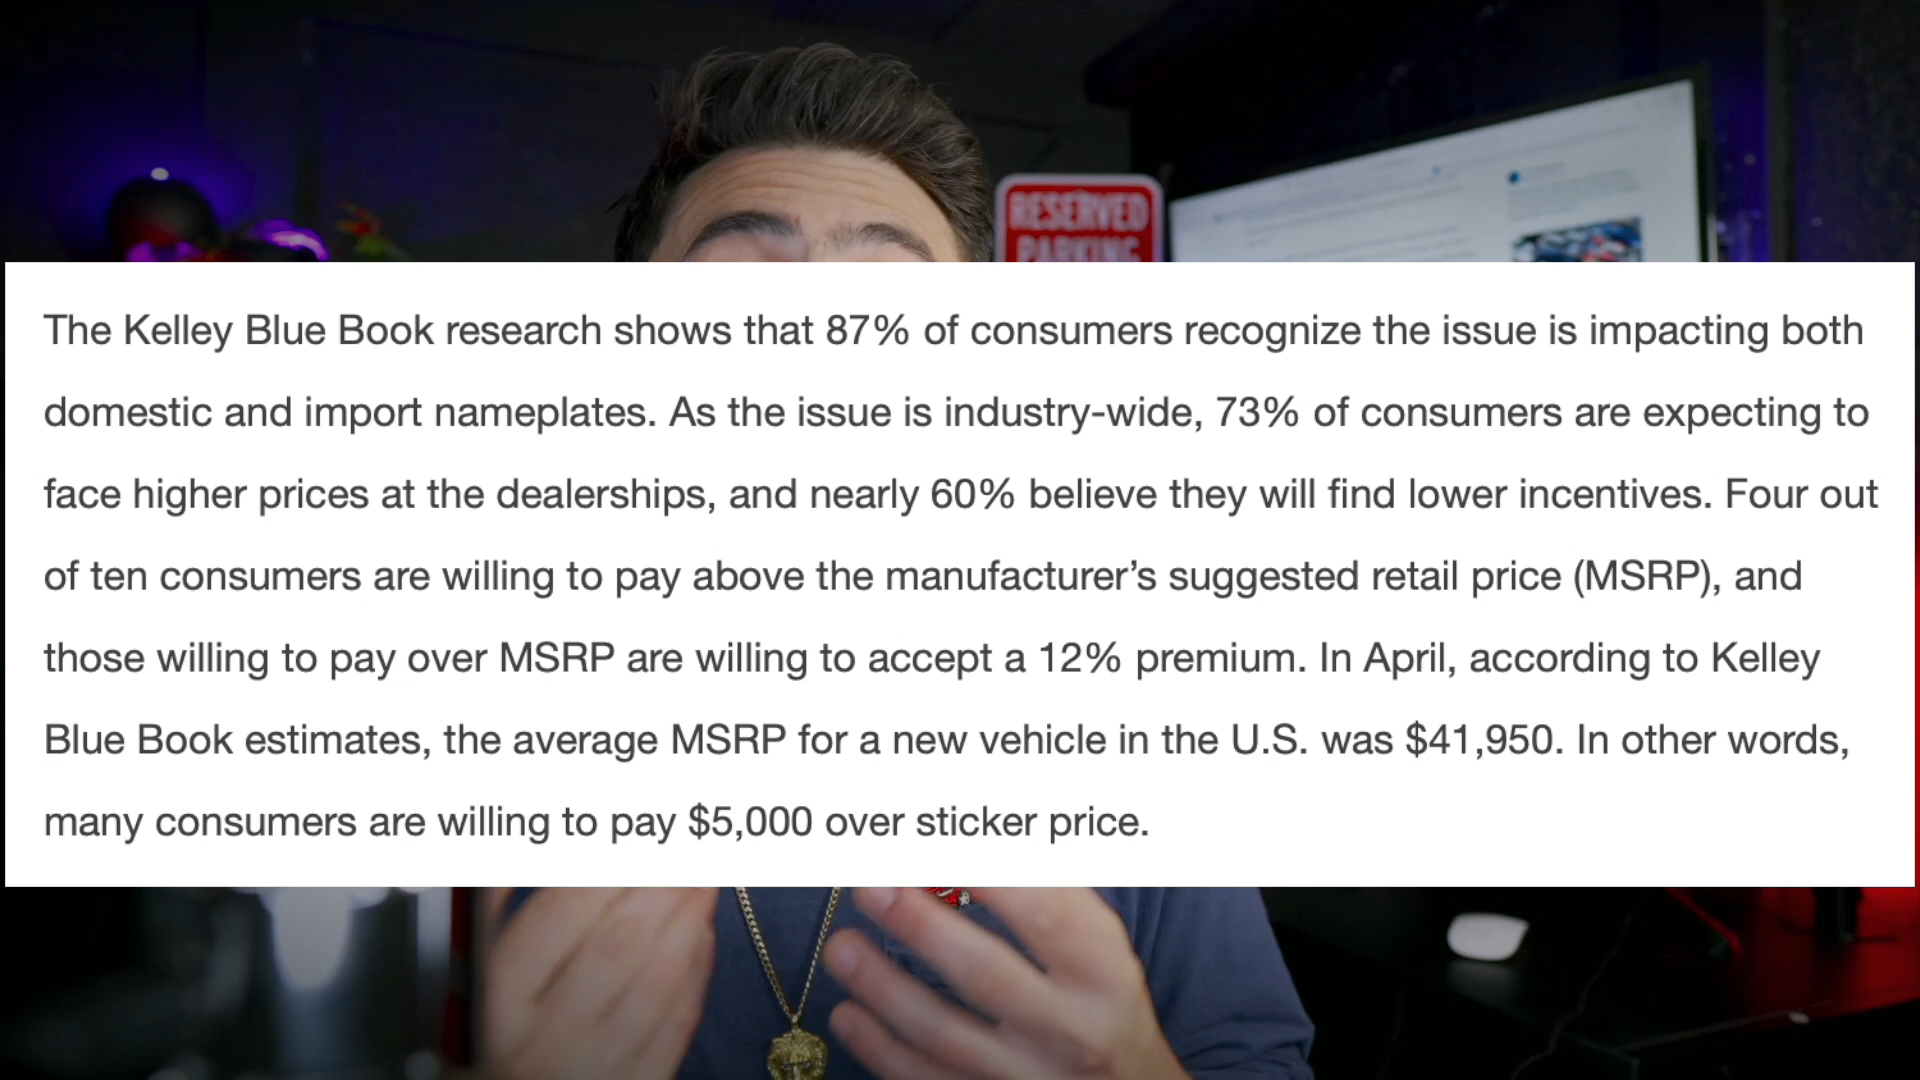 RESERVED
PARKING
The Kelley Blue Book research shows that 87% of consumers recognize the issue is impacting both
domestic and import nameplates. As the issue is industry-wide, 73% of consumers are expecting to
face higher prices at the dealerships, and nearly 60% believe they will find lower incentives. Four out
of ten consumers are willing to pay above the manufacturer’s suggested retail price (MSRP), and
those willing to pay over MSRP are willing to accept a 12% premium. In April, according to Kelley
Blue Book estimates, the average MSRP for a new vehicle in the U.S. was $41,950. In other words,
many consumers are willing to pay $5,000 over sticker price.